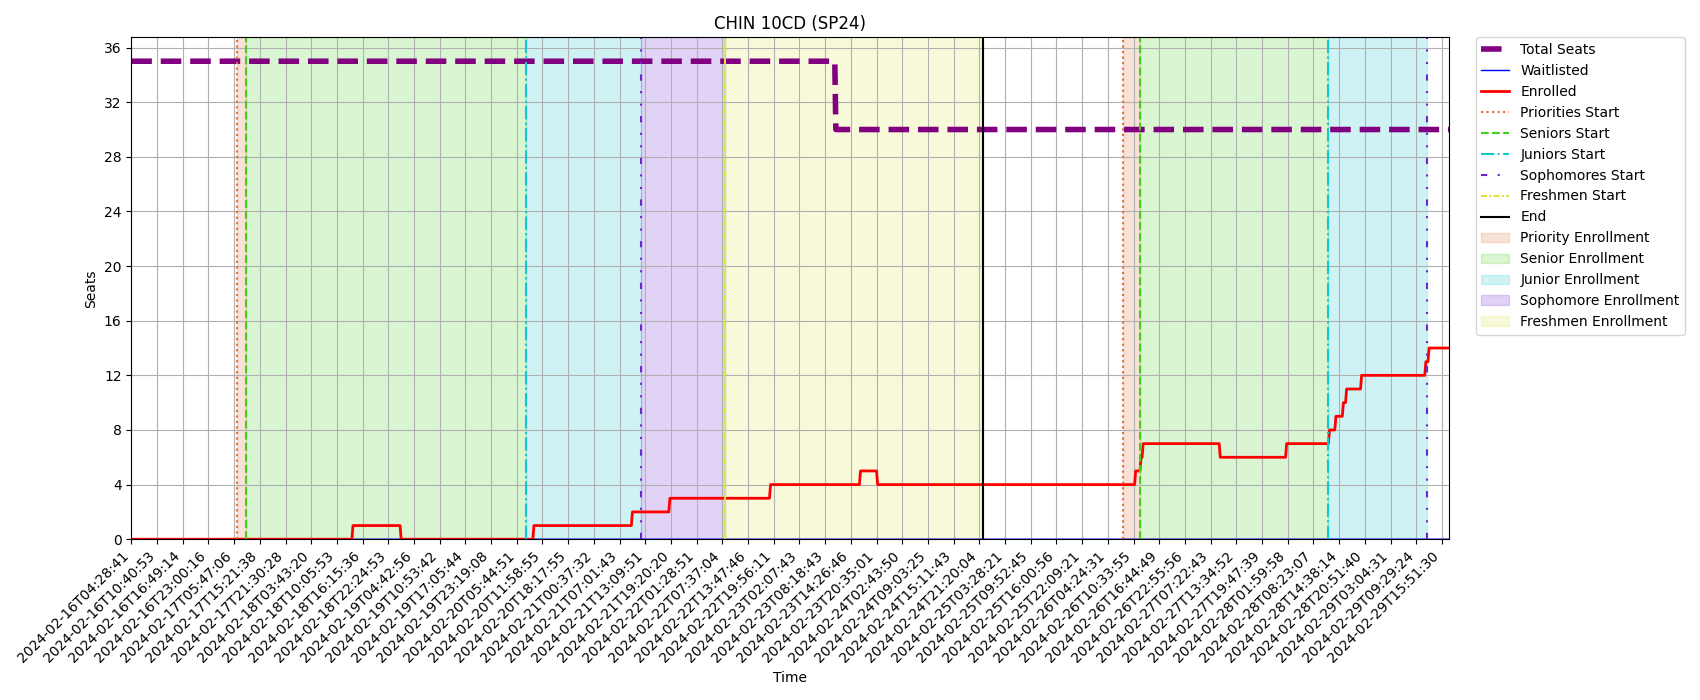 CHIN 10CD (SP24)
36
32
28
24
20
16
12
8
4
0
Seats
2024-02-16T04:28:41
2024-02-16T10:40:53
2024-02-16T16:49:14
2024-02-16T23:00:16
2024-02-17T05:47:06
2024-02-17T15:21:38
2024-02-17T21:30:28
2024-02-18T03:43:20
2024-02-18T10:05:53
2024-02-18T16:15:36
2024-02-18T22:24:53
2024-02-19T04:42:56
2024-02-19T10:53:42
2024-02-19T17:05:44
2024-02-19T23:19:08
2024-02-20T05:44:51
2024-02-20T11:58:55
2024-02-20T18:17:55
2024-02-21T00:37:32
2024-02-21T07:01:43
2024-02-21T13:09:51
2024-02-21T19:20:20
2024-02-22T01:28:51
2024-02-22T07:37:04
2024-02-22T13:47:46
2024-02-22T19:56:11
2024-02-23T02:07:43
2024-02-23T08:18:43
2024-02-23T14:26:46
2024-02-23T20:35:01
2024-02-24T02:43:50
2024-02-24T09:03:25
2024-02-24T15:11:43
2024-02-24T21:20:04
2024-02-25T03:28:21
2024-02-25T09:52:45
2024-02-25T16:00:56
2024-02-25T22:09:21
2024-02-26T04:24:31
2024-02-26T10:33:55
2024-02-26T16:44:49
2024-02-26T22:55:56
2024-02-27T07:22:43
2024-02-27T13:34:52
2024-02-27T19:47:39
2024-02-28T01:59:58
2024-02-28T08:23:07
2024-02-28T14:38:14
2024-02-28T20:51:40
2024-02-29T03:04:31
2024-02-29T09:29:24
2024-02-29T15:51:30
Time
Total Seats
Waitlisted
Enrolled
Priorities Start
Seniors Start
Juniors Start
Sophomores Start
Freshmen Start
End
Priority Enrollment
Senior Enrollment
Junior Enrollment
Sophomore Enrollment
Freshmen Enrollment